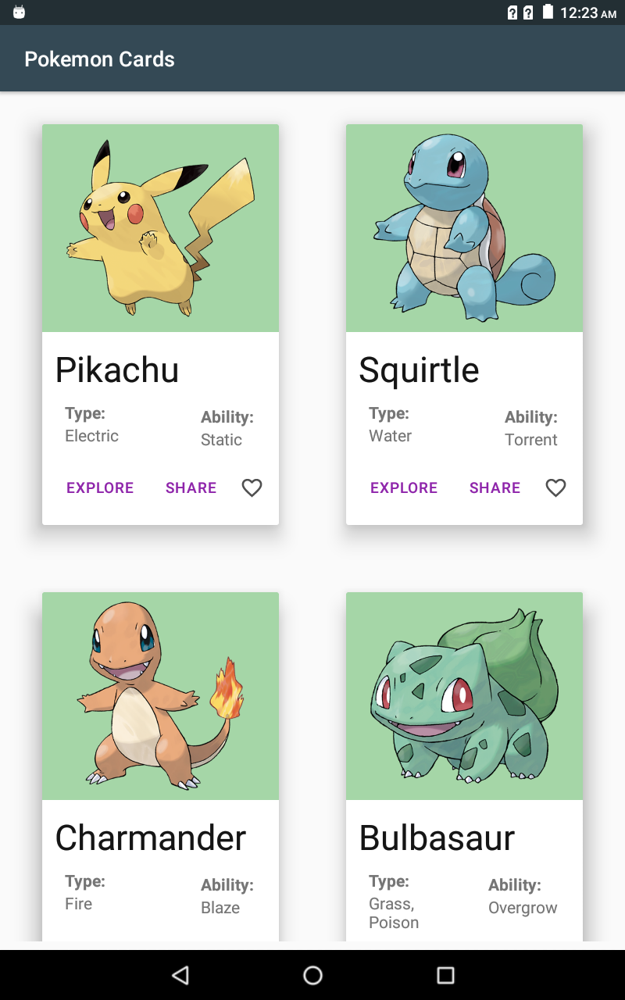 12:23 AM
Pokemon Cards
Pikachu
Type:
Electric
Ability:
Static
EXPLORE SHARE
Squirtle
Type:
Water
Ability:
Torrent
EXPLORE SHARE
Charmander
Type:
Fire
Ability:
Blaze
Bulbasaur
Type:
Grass,
Poison
Ability:
Overgrow